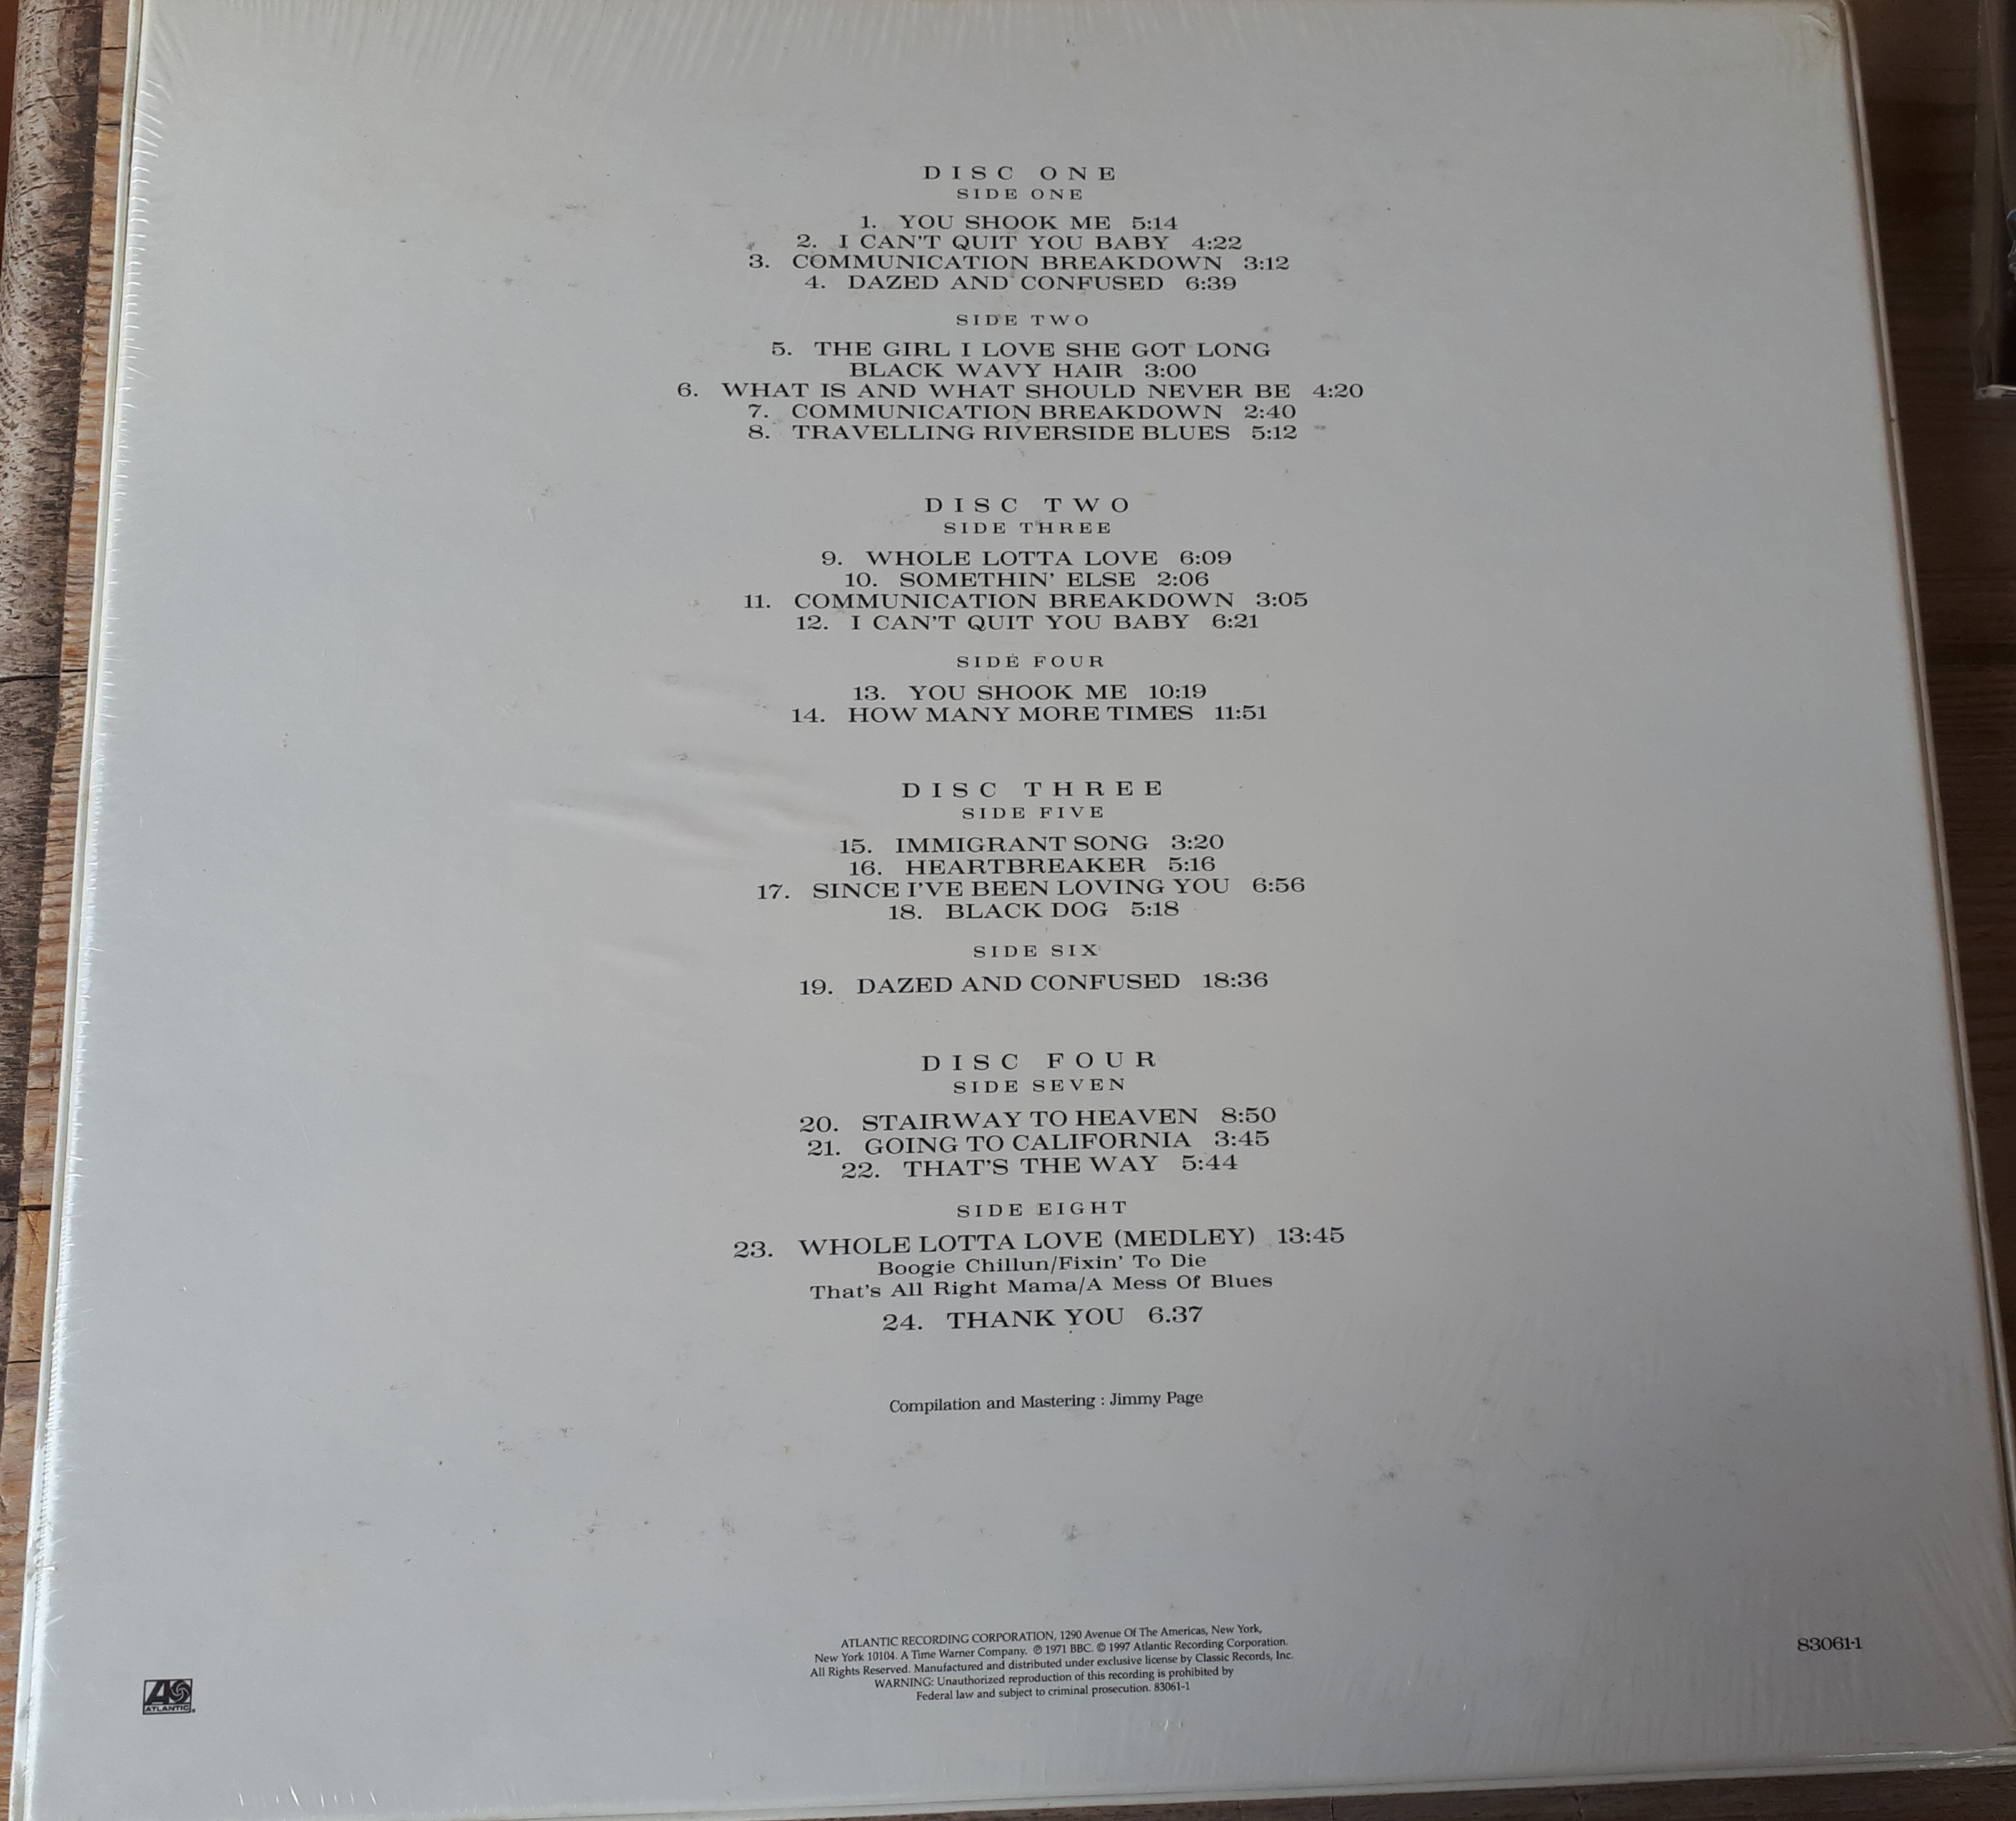 DISC ONE
SIDE ONE
1. YOU SHOOK ME 5:14
2. I CAN'T QUIT YOU BABY 4:22
3. COMMUNICATION BREAKDOWN 3:12
4. DAZED AND CONFUSED 6:39
SIDE TWO
5. THE GIRL I LOVE SHE GOT LONG
BLACK WAVY HAIR 3:00
6. WHAT IS AND WHAT SHOULD NEVER BE 4:20
7. COMMUNICATION BREAKDOWN 2:40
8. TRAVELLING RIVERSIDE BLUES 5:12
DISC TWO
SIDE THREE
9. WHOLE LOTTA LOVE 6:09
10. SOMETHIN' ELSE 2:06
11. COMMUNICATION BREAKDOWN 3:05
12. I CAN'T QUIT YOU BABY 6:21
SIDE FOUR
13. YOU SHOOK ME 10:19
14. HOW MANY MORE TIMES 11:51
DISC THREE
SIDE FIVE
15. IMMIGRANT SONG 3:20
16. HEARTBREAKER 5:16
17. SINCE I'VE BEEN LOVING YOU 6:56
18. BLACK DOG 5:18
SIDE SIX
19. DAZED AND CONFUSED 18:36
DISC FOUR
SIDE SEVEN
20. STAIRWAY TO HEAVEN 8:50
21. GOING TO CALIFORNIA 3:45
22. THAT'S THE WAY 5:44
SIDE EIGHT
23. WHOLE LOTTA LOVE (MEDLEY) 13:45
Boogie Chillun/Fixin' To Die
That's All Right Mama/A Mess Of Blues
24. THANK YOU 6.37
Compilation and Mastering : Jimmy Page
ATLANTIC RECORDING CORPORATION, 1290 Avenue Of The Americas, New York,
New York 10104. A Time Warner Company. ℗ 1971 BBC. © 1997 Atlantic Recording Corporation.
All Rights Reserved. Manufactured and distributed under exclusive license by Classic Records, Inc.
WARNING: Unauthorized reproduction of this recording is prohibited by
Federal law and subject to criminal prosecution. 83061-1
83061-1
ATLANTIC